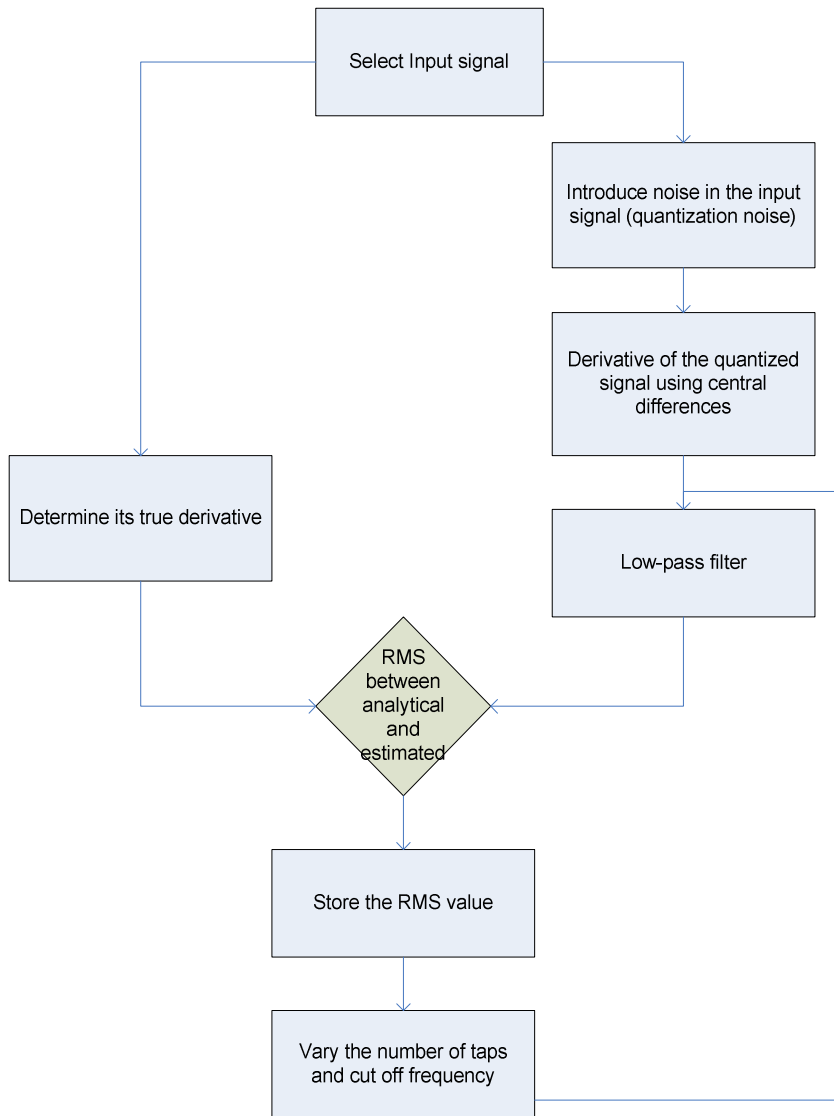 Select Input signal
Introduce noise in the input
signal (quantization noise)
Derivative of the quantized
signal using central
differences
Determine its true derivative
Low-pass filter
RMS
between
analytical
and
estimated
Store the RMS value
Vary the number of taps
and cut off frequency